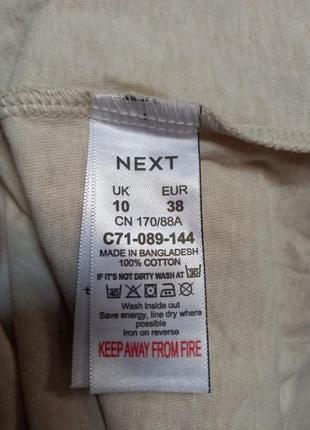 NEXT
UK EUR
10 38
CN 170/88A
C71-089-144
MADE IN BANGLADESH
100% COTTON
IF IT'S NOT DIRTY WASH AT 30°
40
Wash inside out
Save energy, line dry where
possible
Iron on reverse
KEEP AWAY FROM FIRE